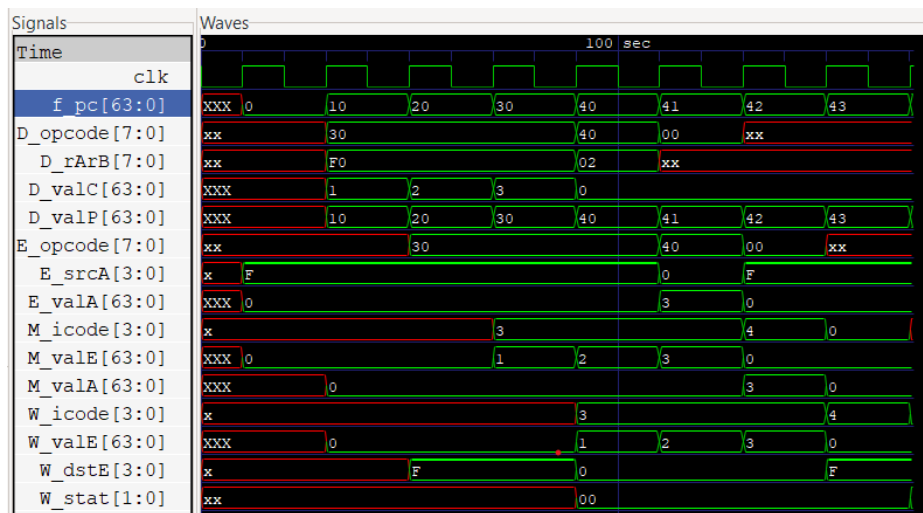 Signals Waves
Time 0 100 sec
clk
f_pc[63:0] XXX 0 10 20 30 40 41 42 43
D_opcode[7:0] xx 30 40 00 xx
D_rArB[7:0] xx F0 02 xx
D_valC[63:0] XXX 1 2 3 0
D_valP[63:0] XXX 10 20 30 40 41 42 43
E_opcode[7:0] xx 30 40 00 xx
E_srcA[3:0] x F 0 F
E_valA[63:0] XXX 0 3 0
M_icode[3:0] x 3 4 0
M_valE[63:0] XXX 0 1 2 3 0
M_valA[63:0] XXX 0 3 0
W_icode[3:0] x 3 4
W_valE[63:0] XXX 0 1 2 3 0
W_dstE[3:0] x F 0 F
W_stat[1:0] xx 00